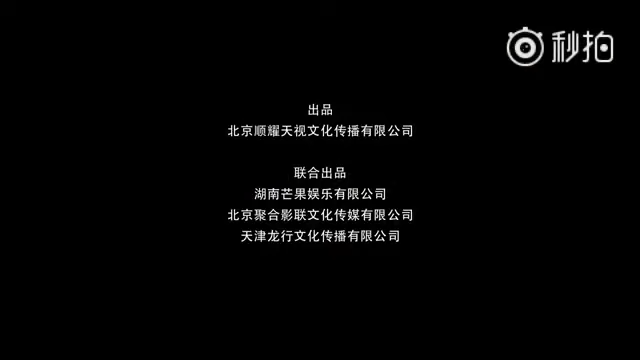 秒拍
出品
北京顺耀天视文化传播有限公司
联合出品
湖南芒果娱乐有限公司
北京聚合影联文化传媒有限公司
天津龙行文化传播有限公司